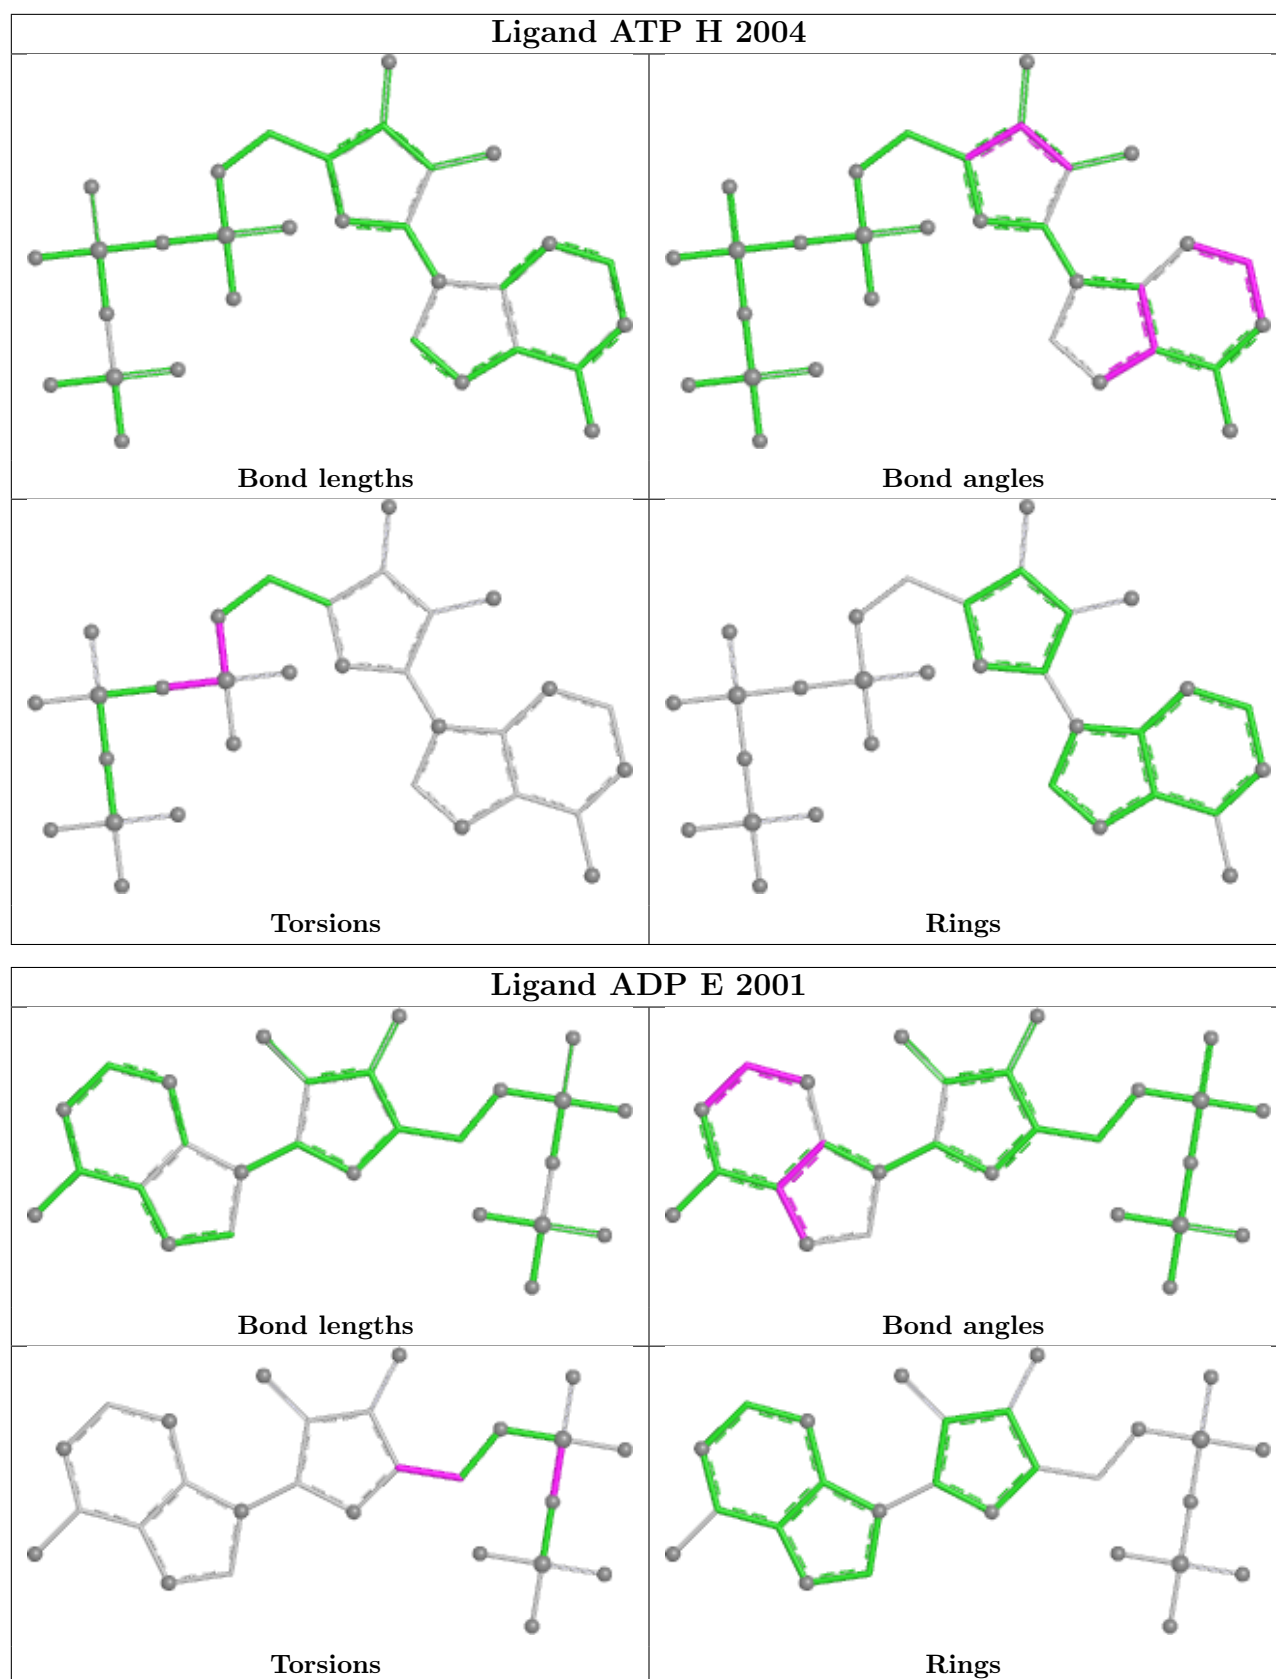 Ligand ATP H 2004
Bond lengths
Bond angles
Torsions
Rings
Ligand ADP E 2001
Bond lengths
Bond angles
Torsions
Rings